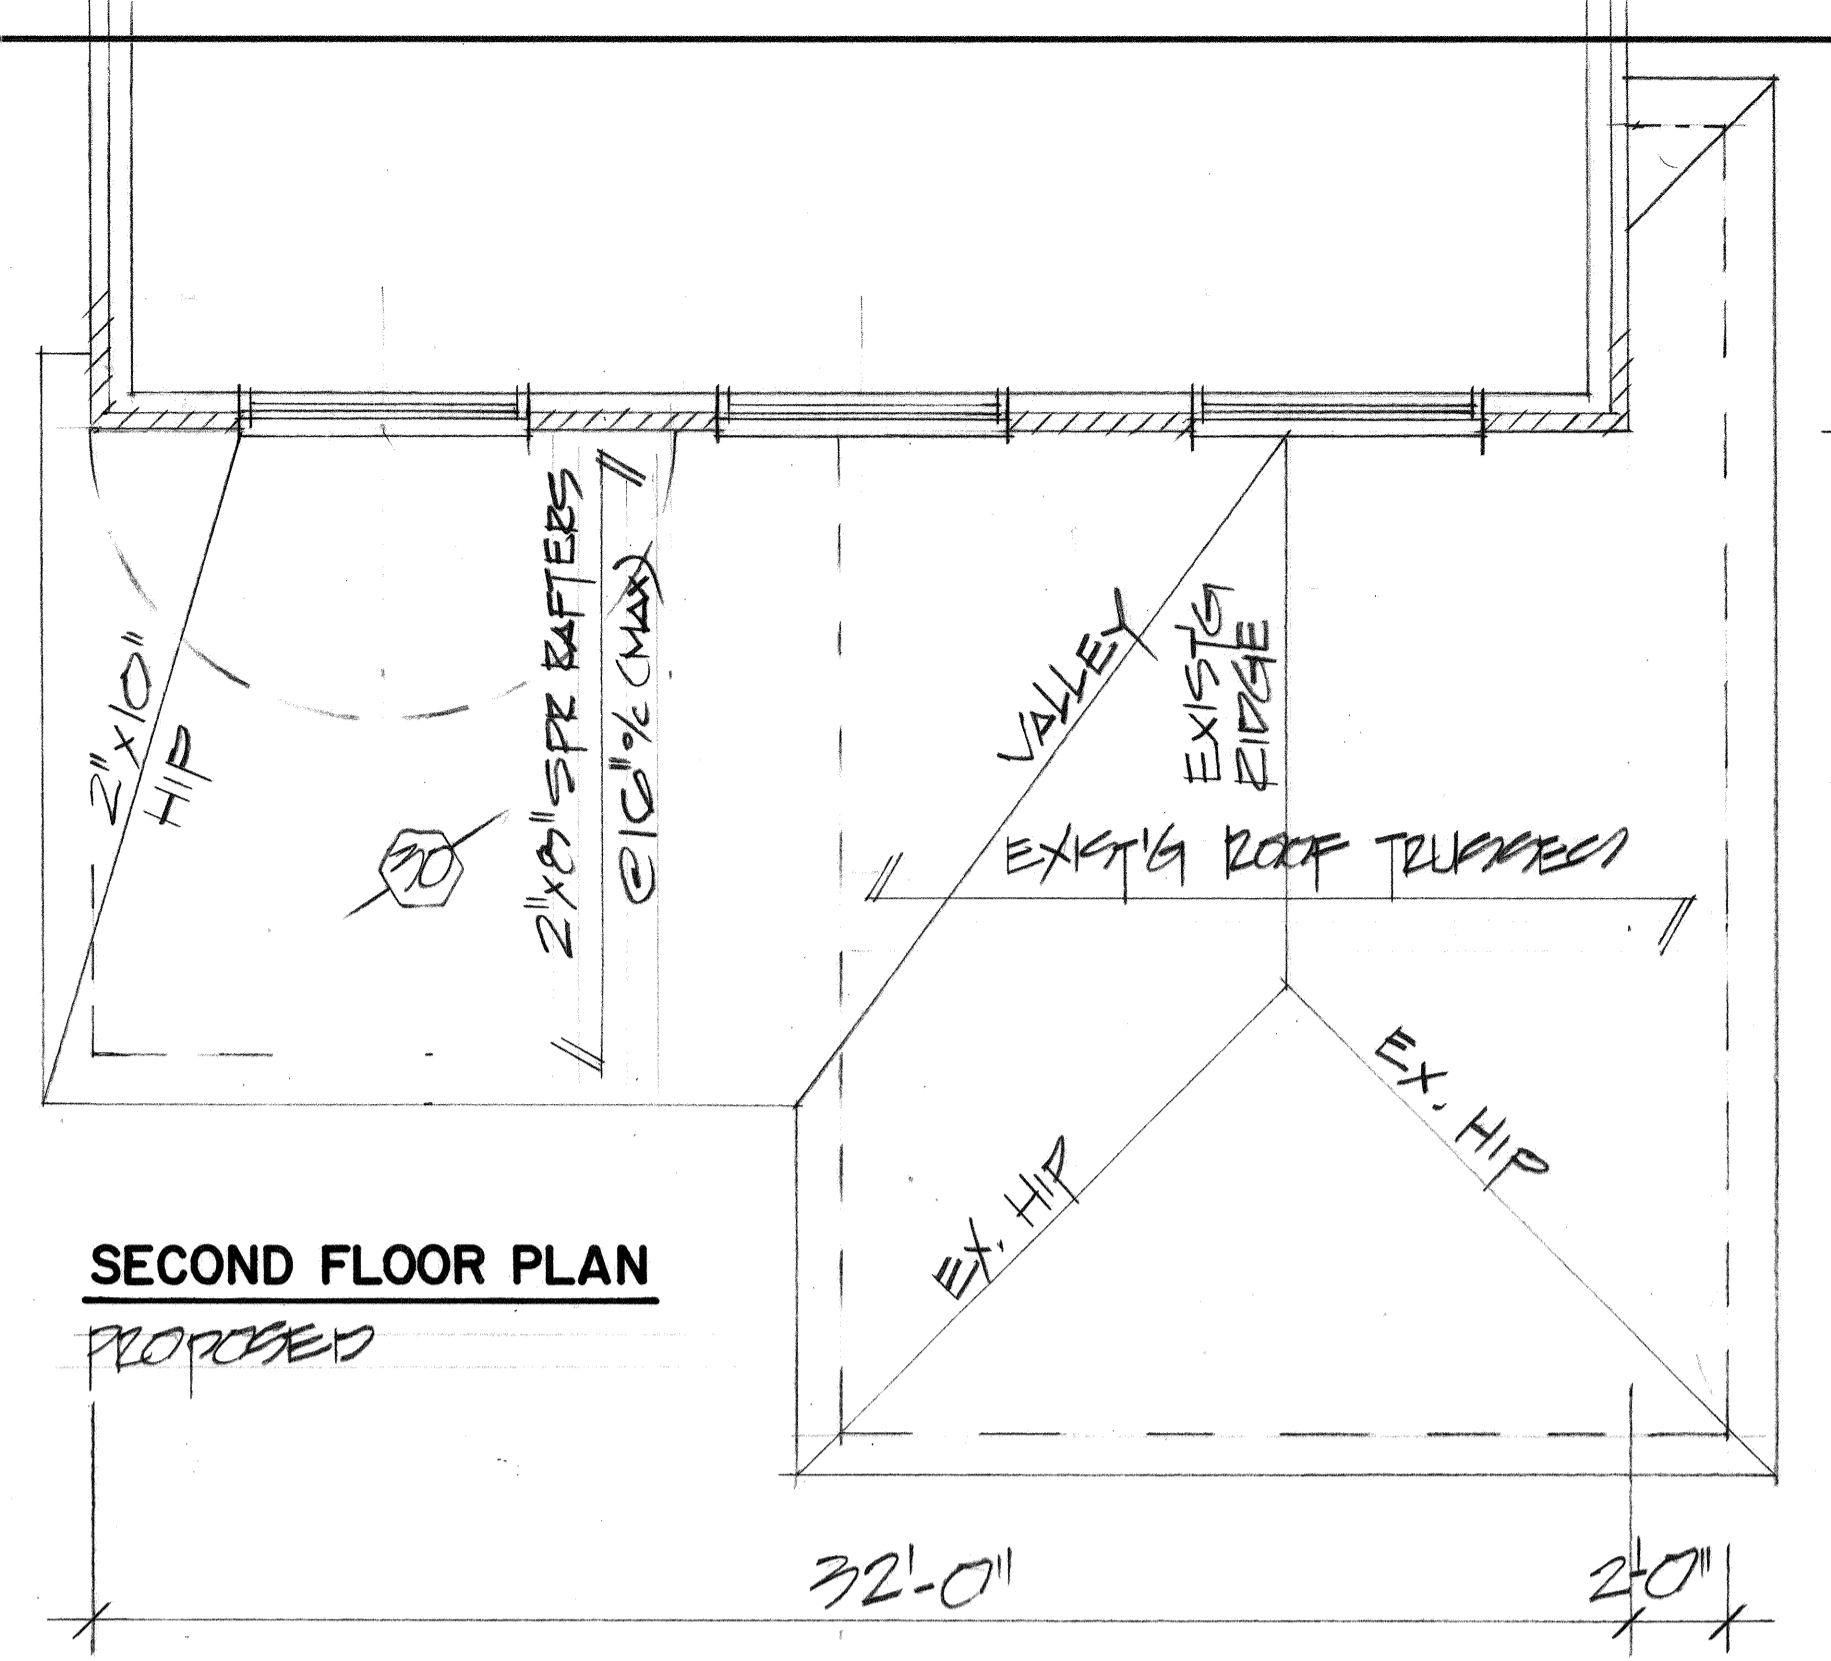 2"x10"
HIP
30
2"x8" SPR RAFTERS
@16" o/c (MAX)
VALLEY
EXIST'G
RIDGE
EXIST'G ROOF TRUSSES
EX. HIP
EX. HIP
SECOND FLOOR PLAN
PROPOSED
32'-0"
2'-0"